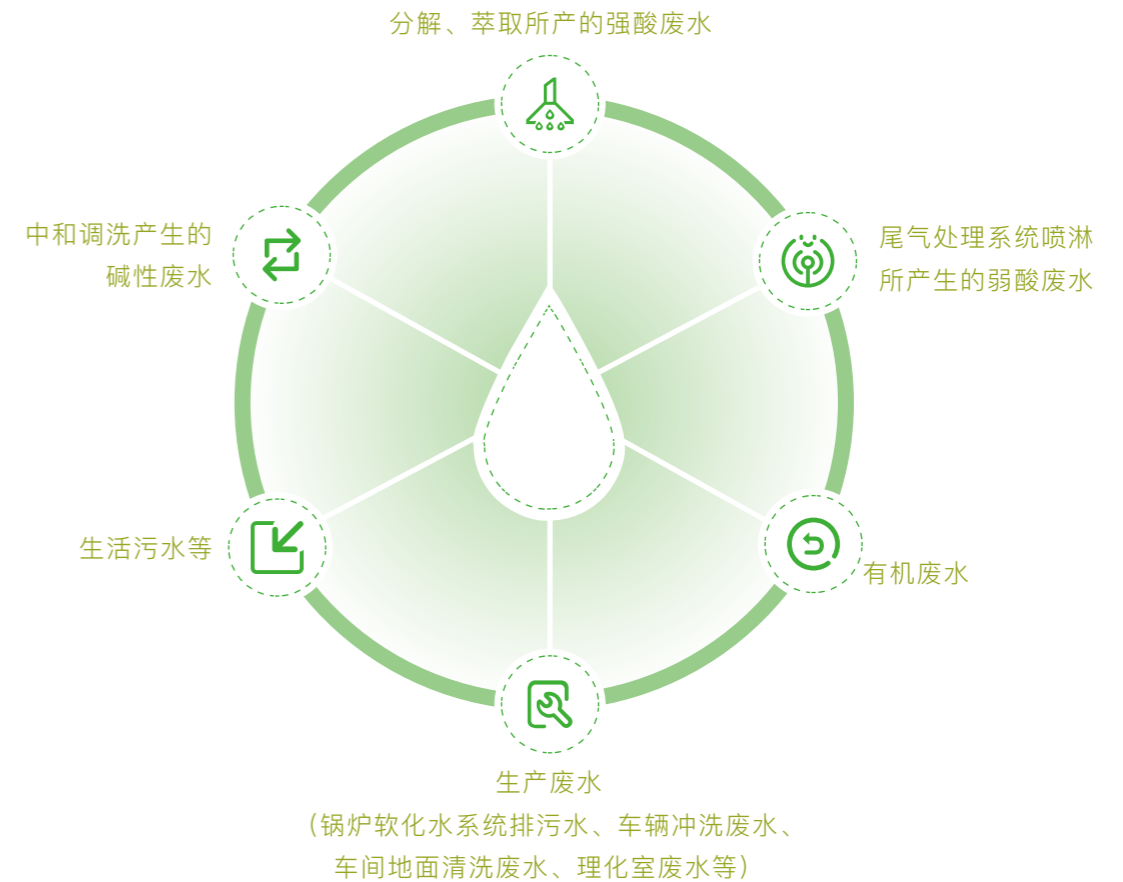 分解、萃取所产的强酸废水
中和调洗产生的
碱性废水
尾气处理系统喷淋
所产生的弱酸废水
生活污水等
有机废水
生产废水
（锅炉软化水系统排污水、车辆冲洗废水、
车间地面清洗废水、理化室废水等）